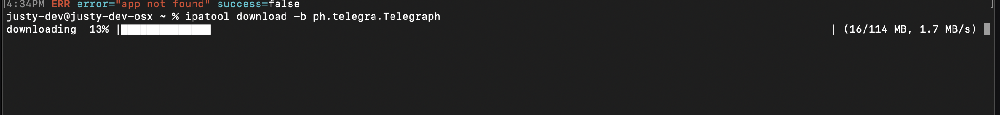 [4:34PM ERR error="app not found" success=false ]
justy-dev@justy-dev-osx ~ % ipatool download -b ph.telegra.Telegraph
downloading  13% |██████████████                                                                                                 | (16/114 MB, 1.7 MB/s)